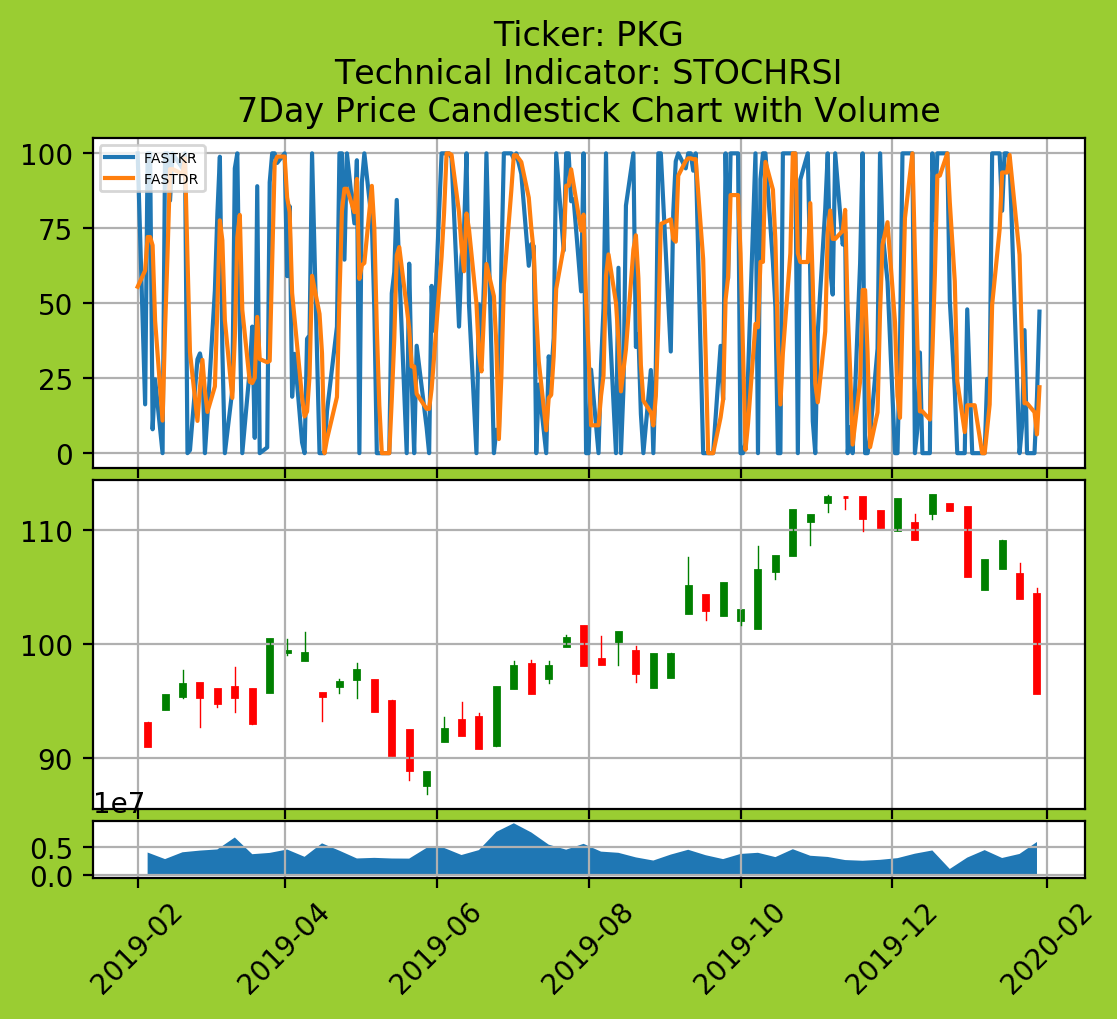 Ticker: PKG
Technical Indicator: STOCHRSI
7Day Price Candlestick Chart with Volume
100
75
50
25
0
FASTKR
FASTDR
110
100
90
1e7
0.5
0.0
2019-02
2019-04
2019-06
2019-08
2019-10
2019-12
2020-02